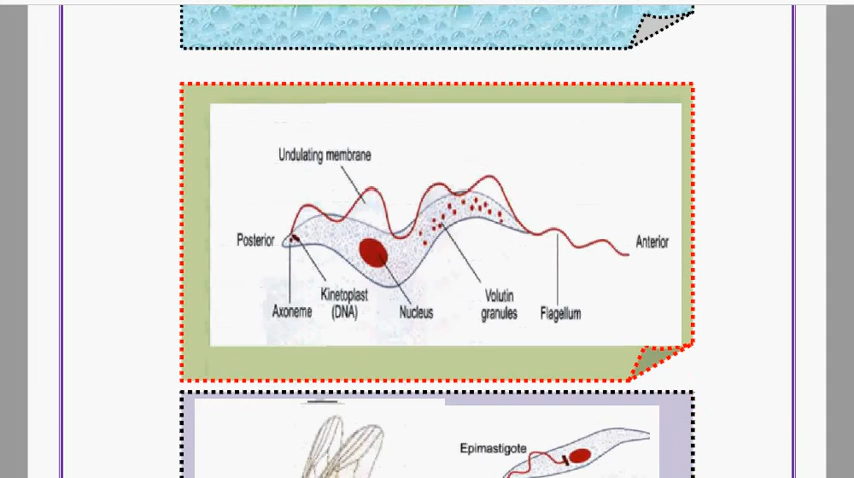 Undulating membrane
Posterior
Anterior
Kinetoplast
(DNA)
Axoneme
Nucleus
Volutin
granules
Flagellum
Epimastigote